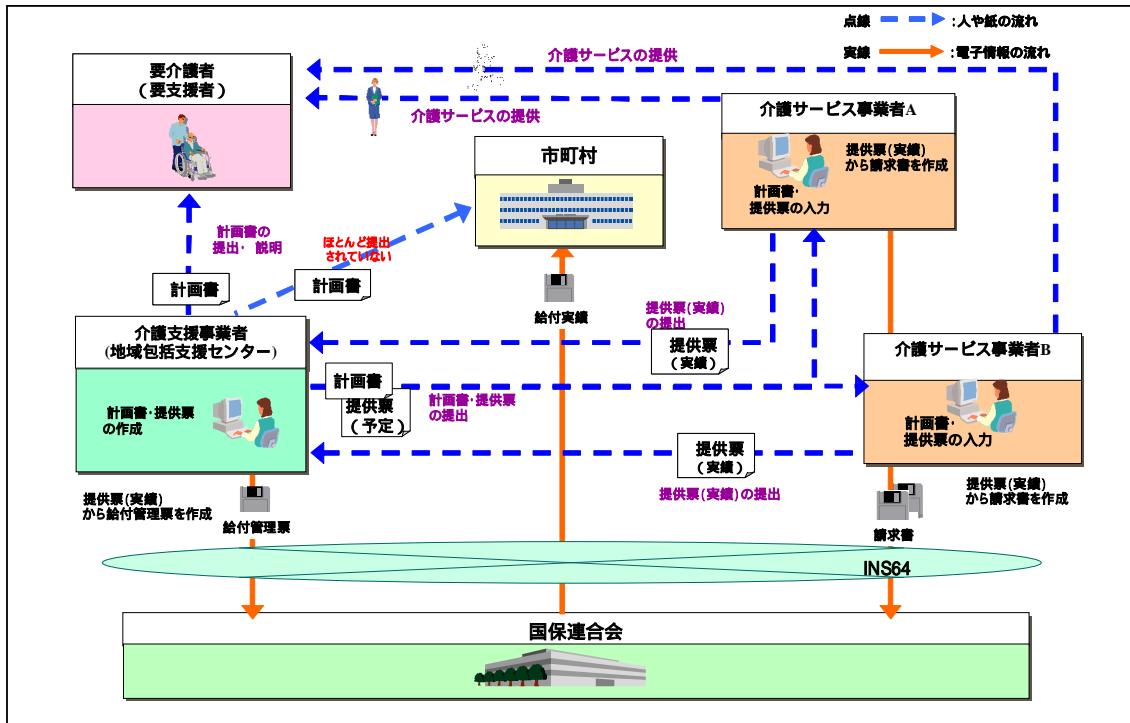 点線 :人や紙の流れ
実線 :電子情報の流れ
要介護者
(要支援者)
介護サービスの提供
介護サービスの提供
介護サービス事業者A
提供票(実績)
から請求書を作成
計画書・
提供票の入力
市町村
計画書の
提出・ 説明
ほとんど提出
されていない
計画書
計画書
給付実績
介護支援事業者
(地域包括支援センター)
計画書・提供票
の作成
提供票(実績)
の提出
提供票
(実績)
計画書
提供票
(予定)
計画書・提供票
の提出
介護サービス事業者B
計画書・
提供票の入力
提供票
(実績)
提供票(実績)の提出
提供票(実績)
から給付管理票を作成
給付管理票
提供票(実績)
から請求書を作成
請求書
INS64
国保連合会